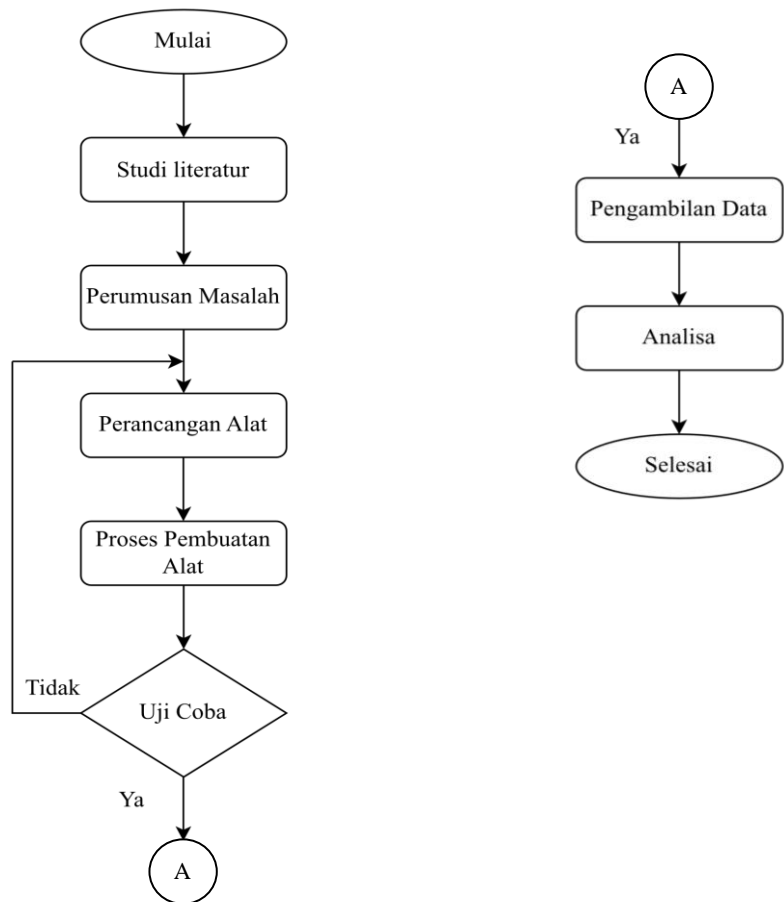 Mulai
Studi literatur
Perumusan Masalah
Perancangan Alat
Proses Pembuatan
Alat
Uji Coba
Tidak
Ya
A
A
Ya
Pengambilan Data
Analisa
Selesai